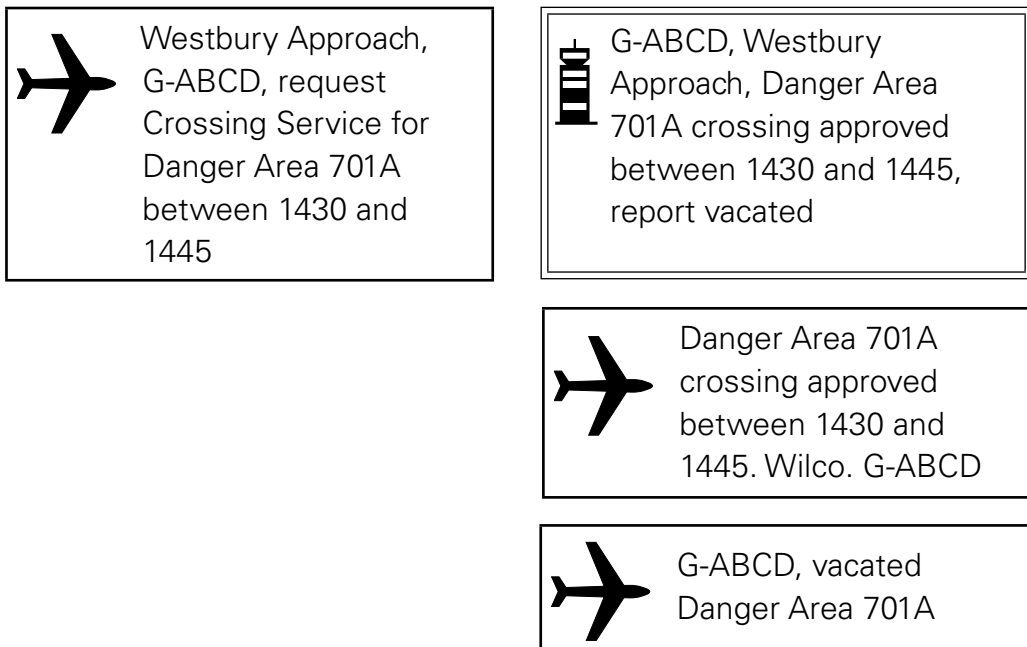 Westbury Approach,
G-ABCD, request
Crossing Service for
Danger Area 701A
between 1430 and
1445
G-ABCD, Westbury
Approach, Danger Area
701A crossing approved
between 1430 and 1445,
report vacated
Danger Area 701A
crossing approved
between 1430 and
1445. Wilco. G-ABCD
G-ABCD, vacated
Danger Area 701A